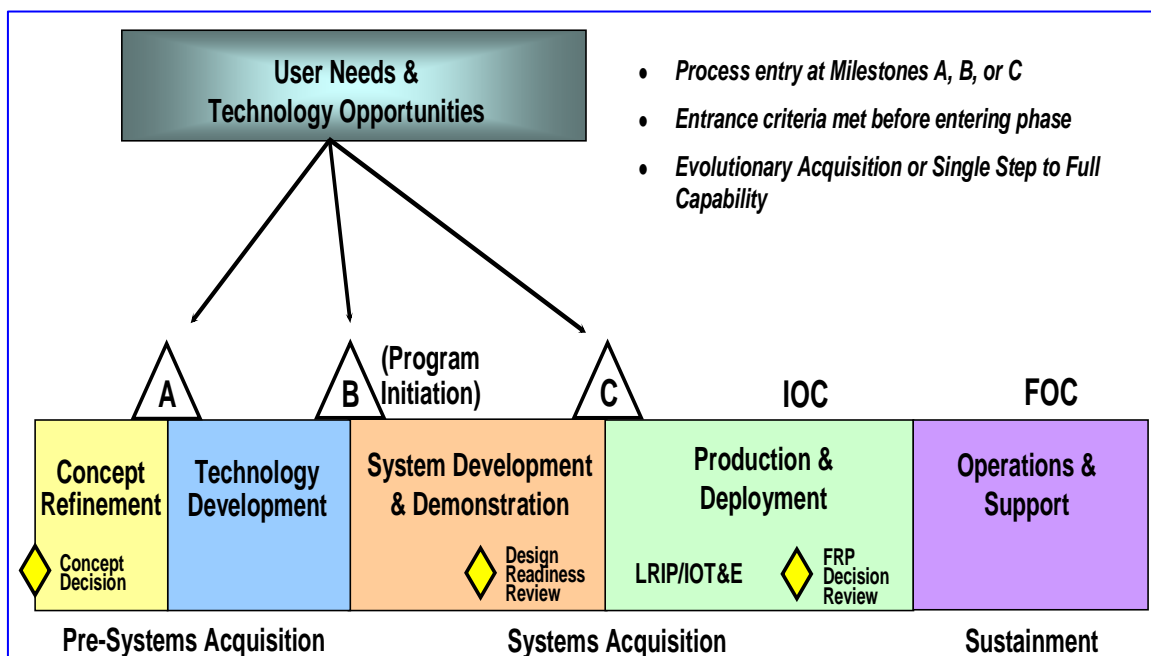 User Needs &
Technology Opportunities
• Process entry at Milestones A, B, or C
• Entrance criteria met before entering phase
• Evolutionary Acquisition or Single Step to Full
Capability
A
B
(Program
Initiation)
C
IOC
FOC
Concept
Refinement
Technology
Development
System Development
& Demonstration
Production &
Deployment
Operations &
Support
Concept
Decision
Design
Readiness
Review
LRIP/IOT&E
FRP
Decision
Review
Pre-Systems Acquisition
Systems Acquisition
Sustainment